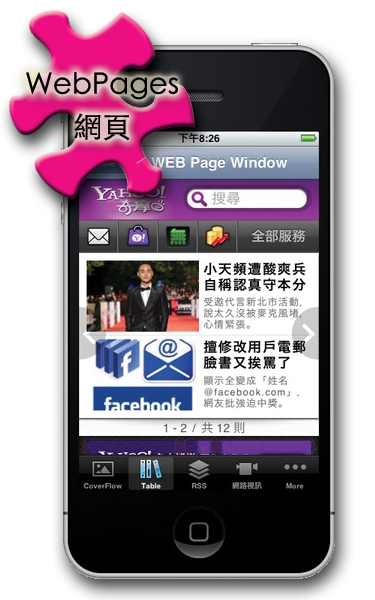 WebPages
網頁
下午8:26
WEB Page Window
YAHOO!
奇摩
搜尋
全部服務
小天頻遭酸爽兵
自稱認真守本分
受邀代言新北市活動,
說太久沒被麥克風堵,
心情緊張。
擅修改用戶電郵
臉書又挨罵了
顯示全變成「姓名
@facebook.com」,
網友批強迫中獎。
facebook
1 - 2 / 共 12 則
CoverFlow
Table
RSS
網路視訊
More